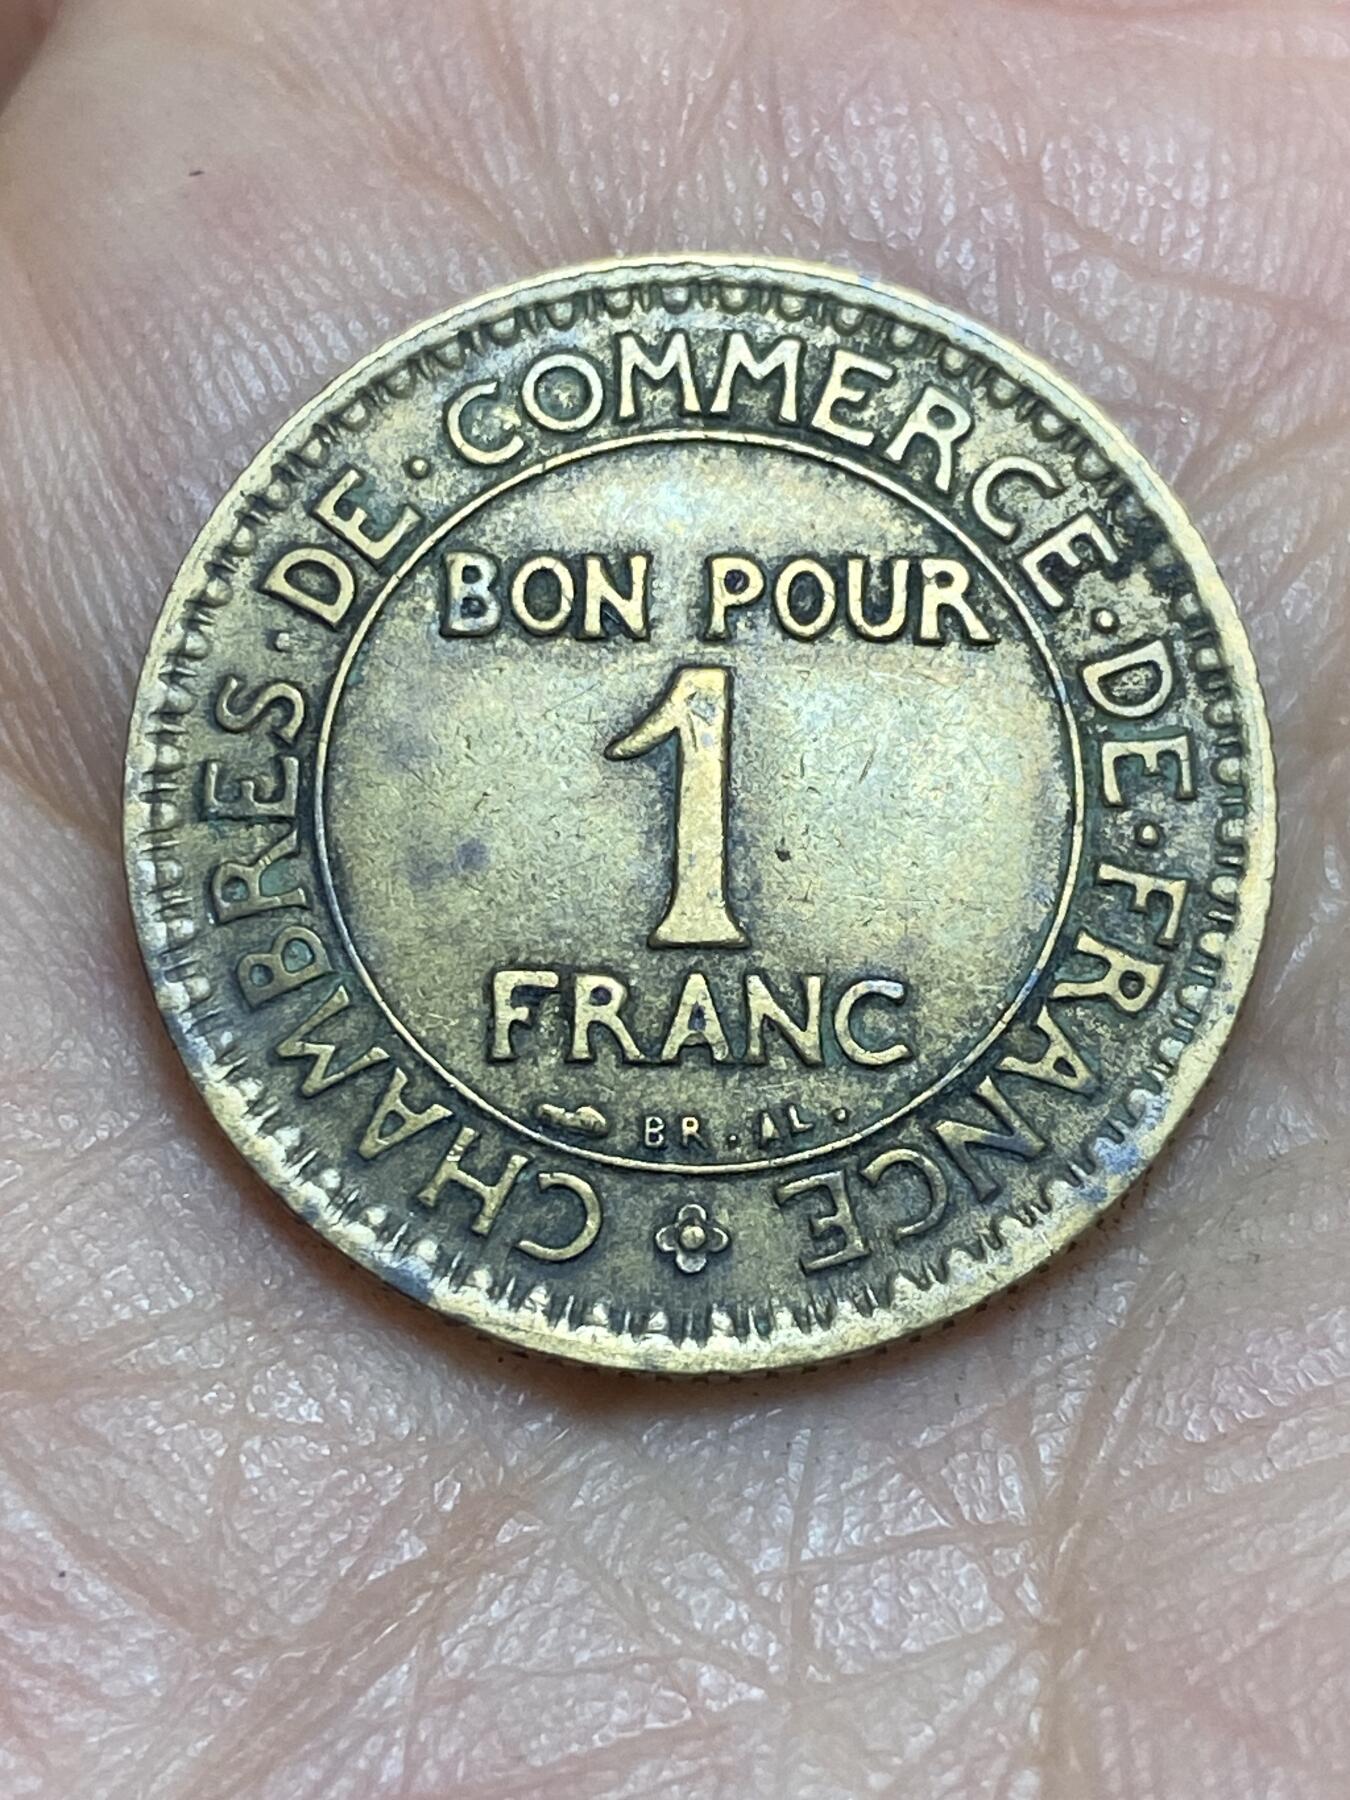 CHAMBRES · DE · COMMERCE · DE · FRANCE
BON POUR
1
FRANC
BR. AL.